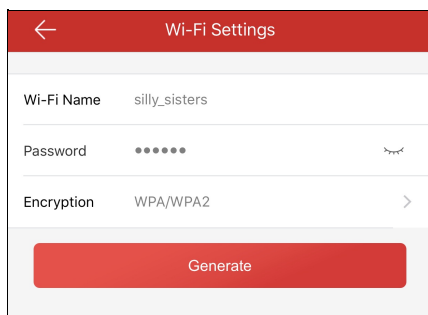 Wi-Fi Settings
Wi-Fi Name silly_sisters
Password ●●●●●●
Encryption WPA/WPA2
Generate